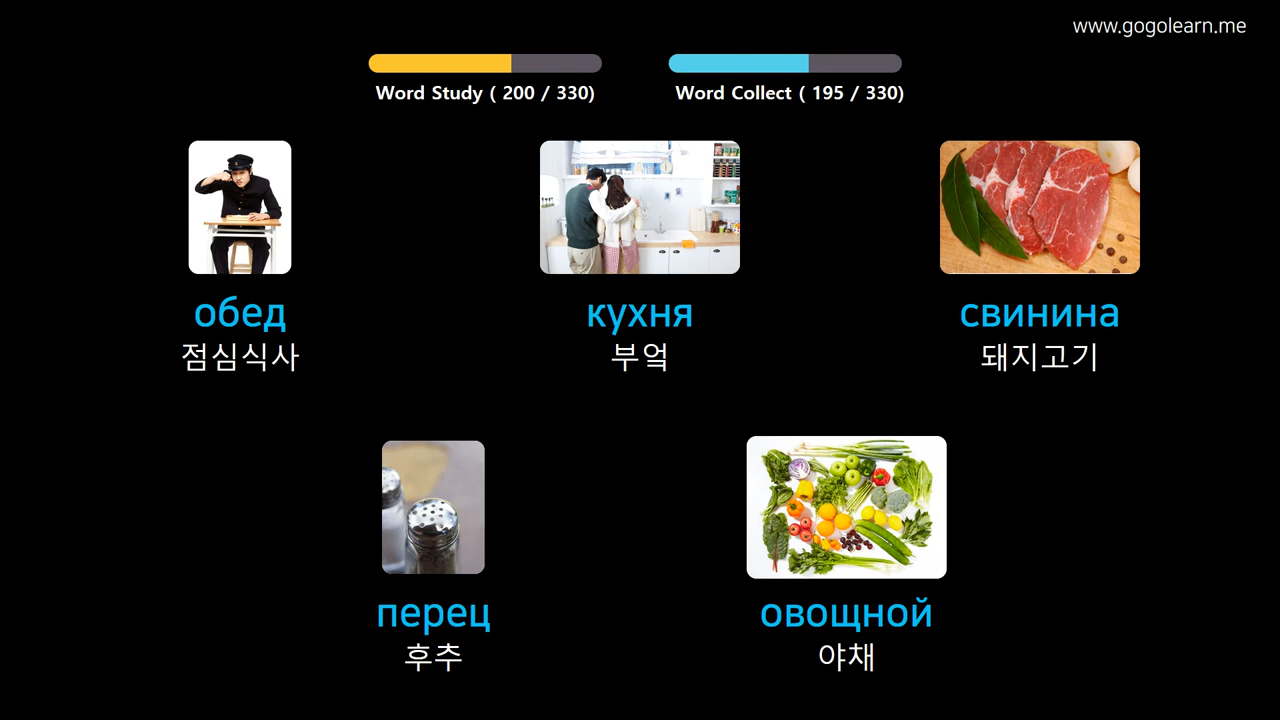 www.gogolearn.me
Word Study ( 200 / 330)
Word Collect ( 195 / 330)
обед
점심식사
кухня
부엌
свинина
돼지고기
перец
후추
овощной
야채